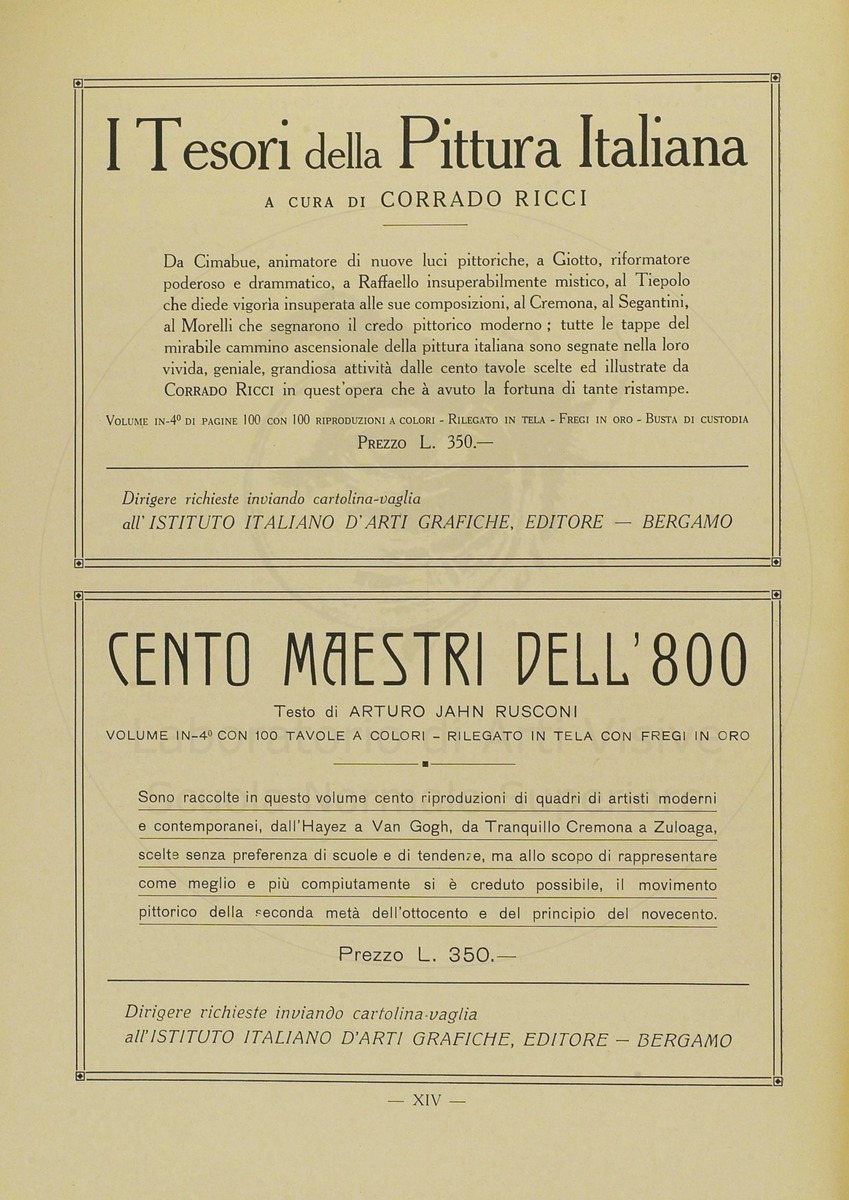 I Tesori della Pittura Italiana
A CURA DI CORRADO RICCI
Da Cimabue, animatore di nuove luci pittoriche, a Giotto, riformatore
poderoso e drammatico, a Raffaello insuperabilmente mistico, al Tiepolo
che diede vigoria insuperata alle sue composizioni, al Cremona, al Segantini,
al Morelli che segnarono il credo pittorico moderno ; tutte le tappe del
mirabile cammino ascensionale della pittura italiana sono segnate nella loro
vivida, geniale, grandiosa attività dalle cento tavole scelte ed illustrate da
CORRADO RICCI in quest'opera che à avuto la fortuna di tante ristampe.
VOLUME IN-4º DI PAGINE 100 CON 100 RIPRODUZIONI A COLORI - RILEGATO IN TELA - FREGI IN ORO - BUSTA DI CUSTODIA
PREZZO L. 350.—
Dirigere richieste inviando cartolina-vaglia
all' ISTITUTO ITALIANO D'ARTI GRAFICHE, EDITORE — BERGAMO
CENTO MAESTRI DELL'800
Testo di ARTURO JAHN RUSCONI
VOLUME IN-4º CON 100 TAVOLE A COLORI - RILEGATO IN TELA CON FREGI IN ORO
Sono raccolte in questo volume cento riproduzioni di quadri di artisti moderni
e contemporanei, dall'Hayez a Van Gogh, da Tranquillo Cremona a Zuloaga,
scelte senza preferenza di scuole e di tendenze, ma allo scopo di rappresentare
come meglio e più compiutamente si è creduto possibile, il movimento
pittorico della seconda metà dell'ottocento e del principio del novecento.
Prezzo L. 350.—
Dirigere richieste inviando cartolina-vaglia
all'ISTITUTO ITALIANO D'ARTI GRAFICHE, EDITORE — BERGAMO
— XIV —